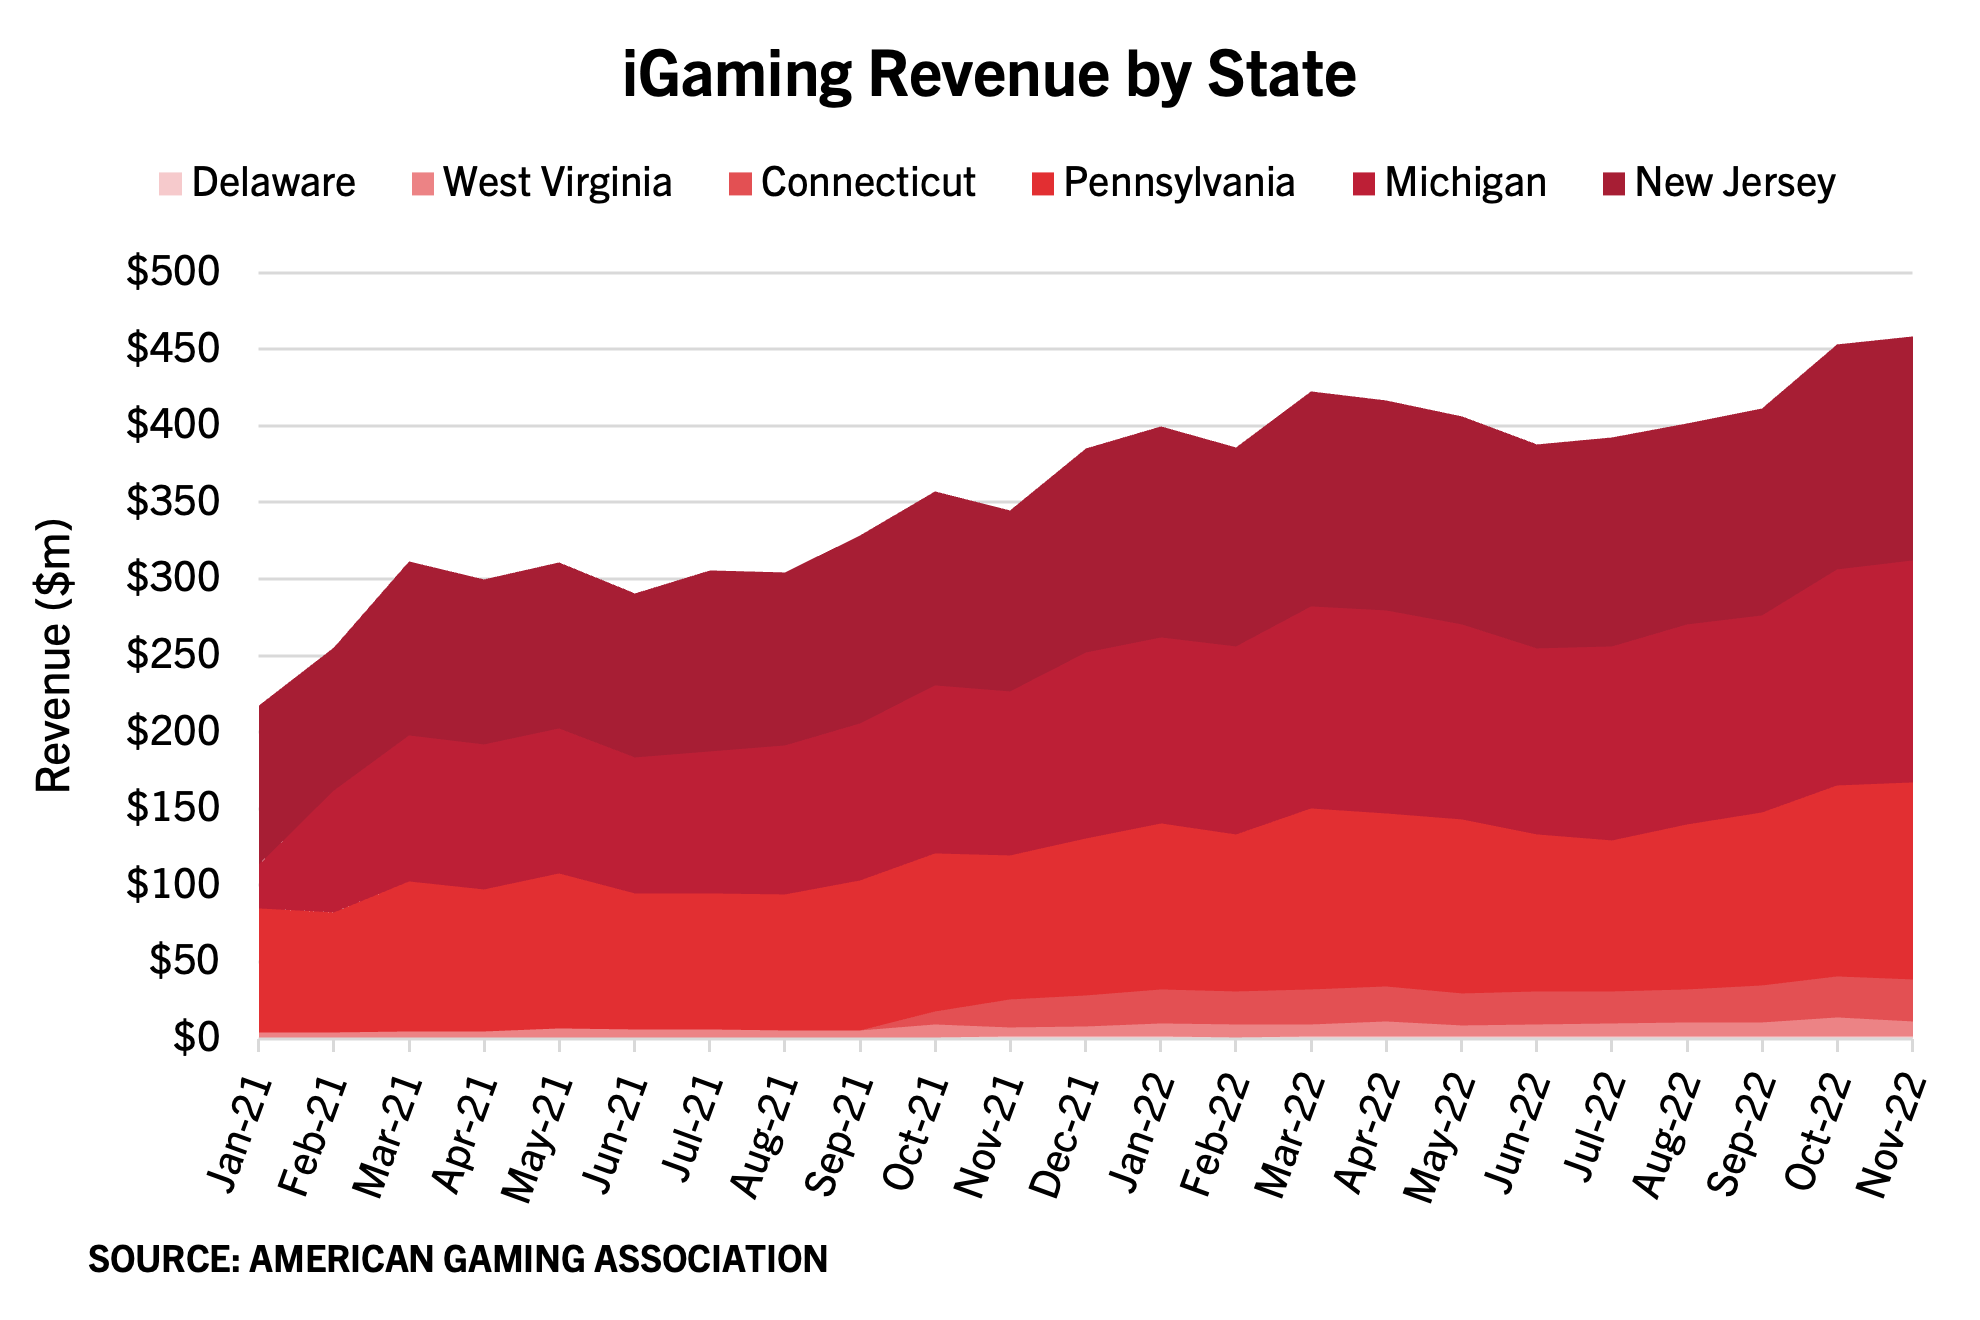 iGaming Revenue by State
Delaware West Virginia Connecticut Pennsylvania Michigan New Jersey
$500
$450
$400
$350
$300
$250
$200
$150
$100
$50
$0
Revenue ($m)
Jan-21 Feb-21 Mar-21 Apr-21 May-21 Jun-21 Jul-21 Aug-21 Sep-21 Oct-21 Nov-21 Dec-21 Jan-22 Feb-22 Mar-22 Apr-22 May-22 Jun-22 Jul-22 Aug-22 Sep-22 Oct-22 Nov-22
SOURCE: AMERICAN GAMING ASSOCIATION